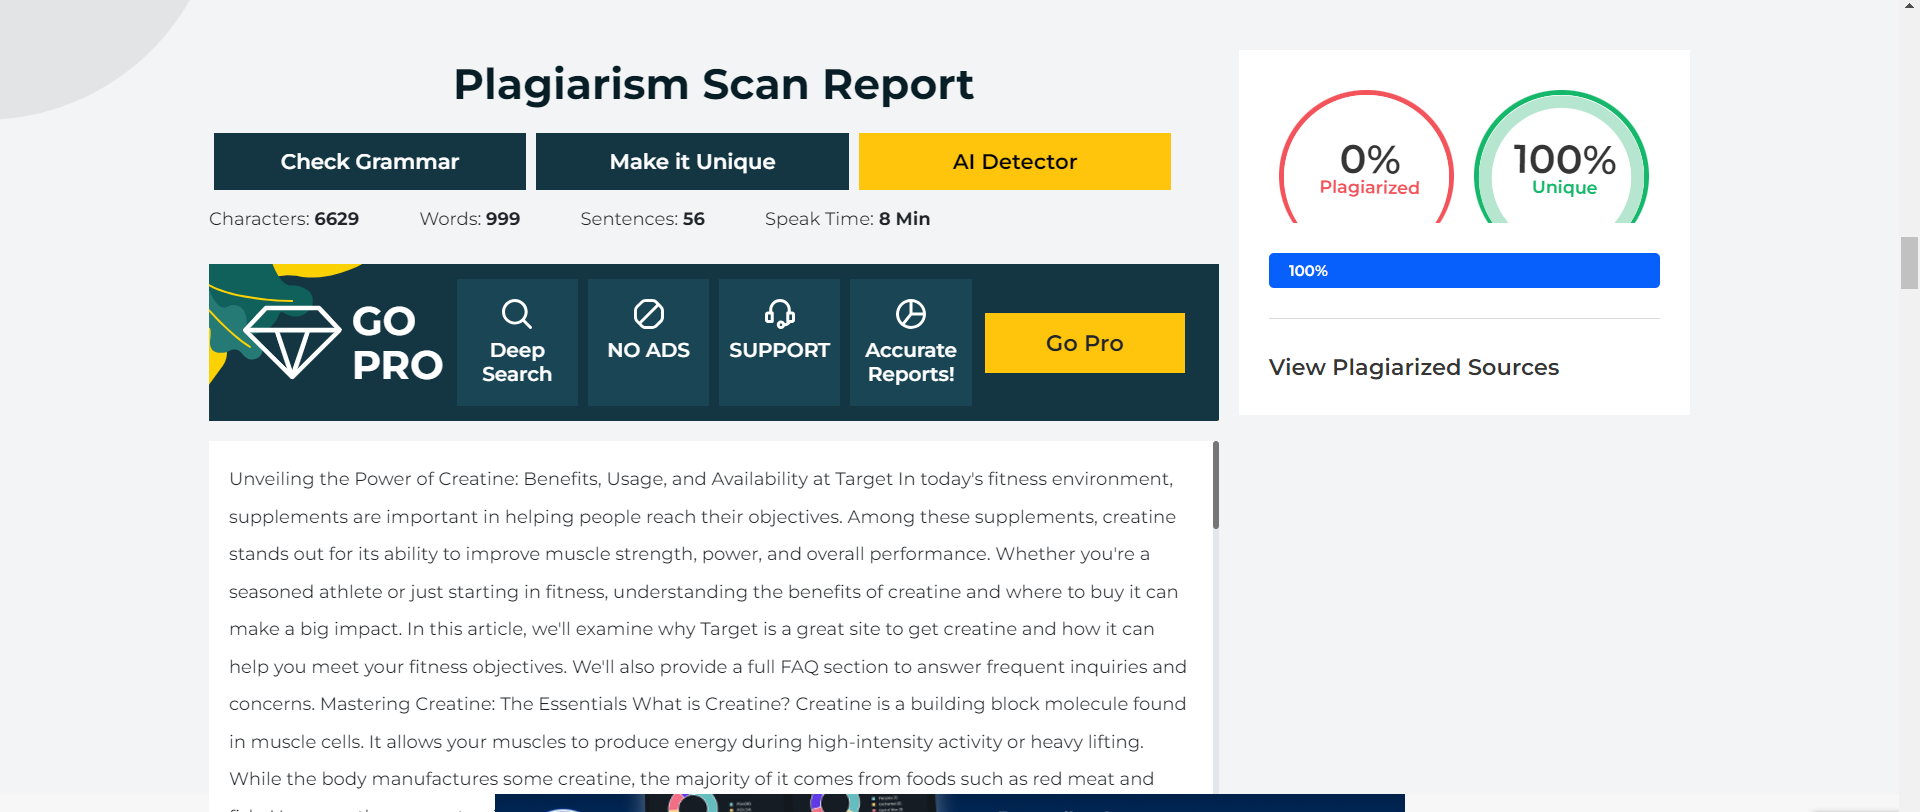 Plagiarism Scan Report
Check Grammar
Make it Unique
AI Detector
Characters: 6629 Words: 999 Sentences: 56 Speak Time: 8 Min
GO
PRO
Deep
Search
NO ADS
SUPPORT
Accurate
Reports!
Go Pro
0%
Plagiarized
100%
Unique
100%
View Plagiarized Sources
Unveiling the Power of Creatine: Benefits, Usage, and Availability at Target In today's fitness environment,
supplements are important in helping people reach their objectives. Among these supplements, creatine
stands out for its ability to improve muscle strength, power, and overall performance. Whether you're a
seasoned athlete or just starting in fitness, understanding the benefits of creatine and where to buy it can
make a big impact. In this article, we'll examine why Target is a great site to get creatine and how it can
help you meet your fitness objectives. We'll also provide a full FAQ section to answer frequent inquiries and
concerns. Mastering Creatine: The Essentials What is Creatine? Creatine is a building block molecule found
in muscle cells. It allows your muscles to produce energy during high-intensity activity or heavy lifting.
While the body manufactures some creatine, the majority of it comes from foods such as red meat and